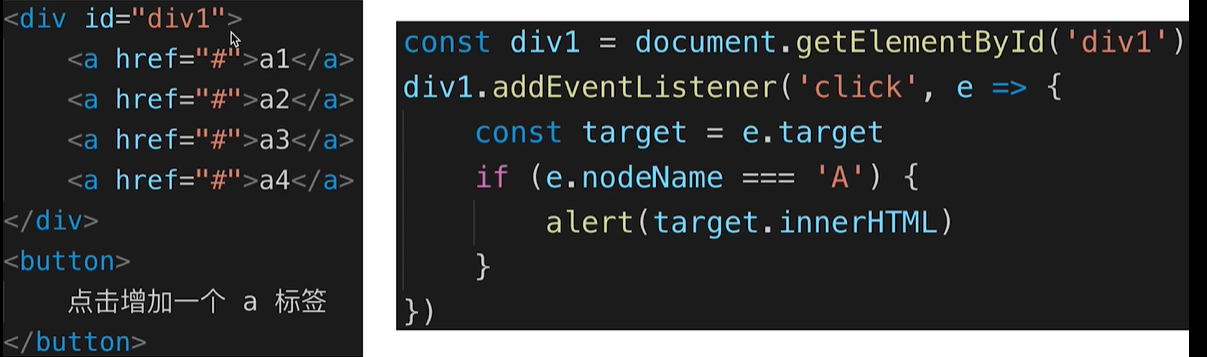 <div id="div1">
    <a href="#">a1</a>
    <a href="#">a2</a>
    <a href="#">a3</a>
    <a href="#">a4</a>
</div>
<button>
    点击增加一个 a 标签
</button>
const div1 = document.getElementById('div1')
div1.addEventListener('click', e => {
    const target = e.target
    if (e.nodeName === 'A') {
        alert(target.innerHTML)
    }
})